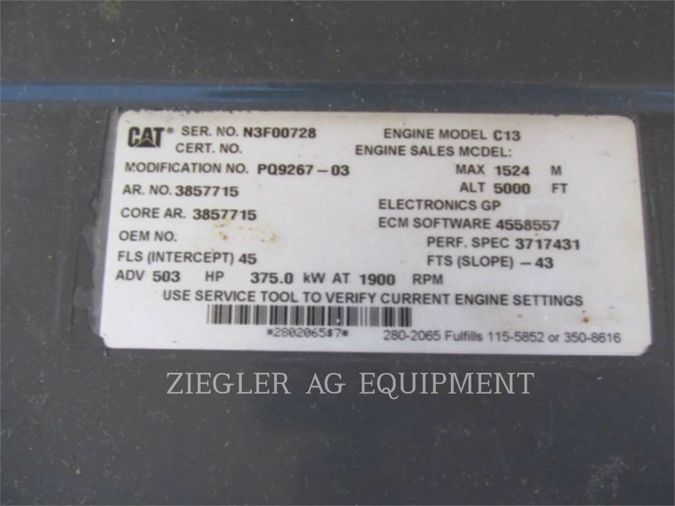 CAT® SER. NO. N3F00728 ENGINE MODEL C13
CERT. NO. ENGINE SALES MODEL:
MODIFICATION NO. PQ9267-03 MAX 1524 M
AR. NO. 3857715 ALT 5000 FT
CORE AR. 3857715 ELECTRONICS GP
ECM SOFTWARE 4558557
OEM NO. PERF. SPEC 3717431
FLS (INTERCEPT) 45 FTS (SLOPE) -43
ADV 503 HP 375.0 kW AT 1900 RPM
USE SERVICE TOOL TO VERIFY CURRENT ENGINE SETTINGS
*2802065$7* 280-2065 Fulfills 115-5852 or 350-8616
ZIEGLER AG EQUIPMENT